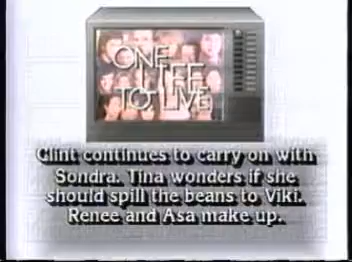 ONE
LIFE
TO LIVE
Clint continues to carry on with
Sondra. Tina wonders if she
should spill the beans to Viki.
Renee and Asa make up.